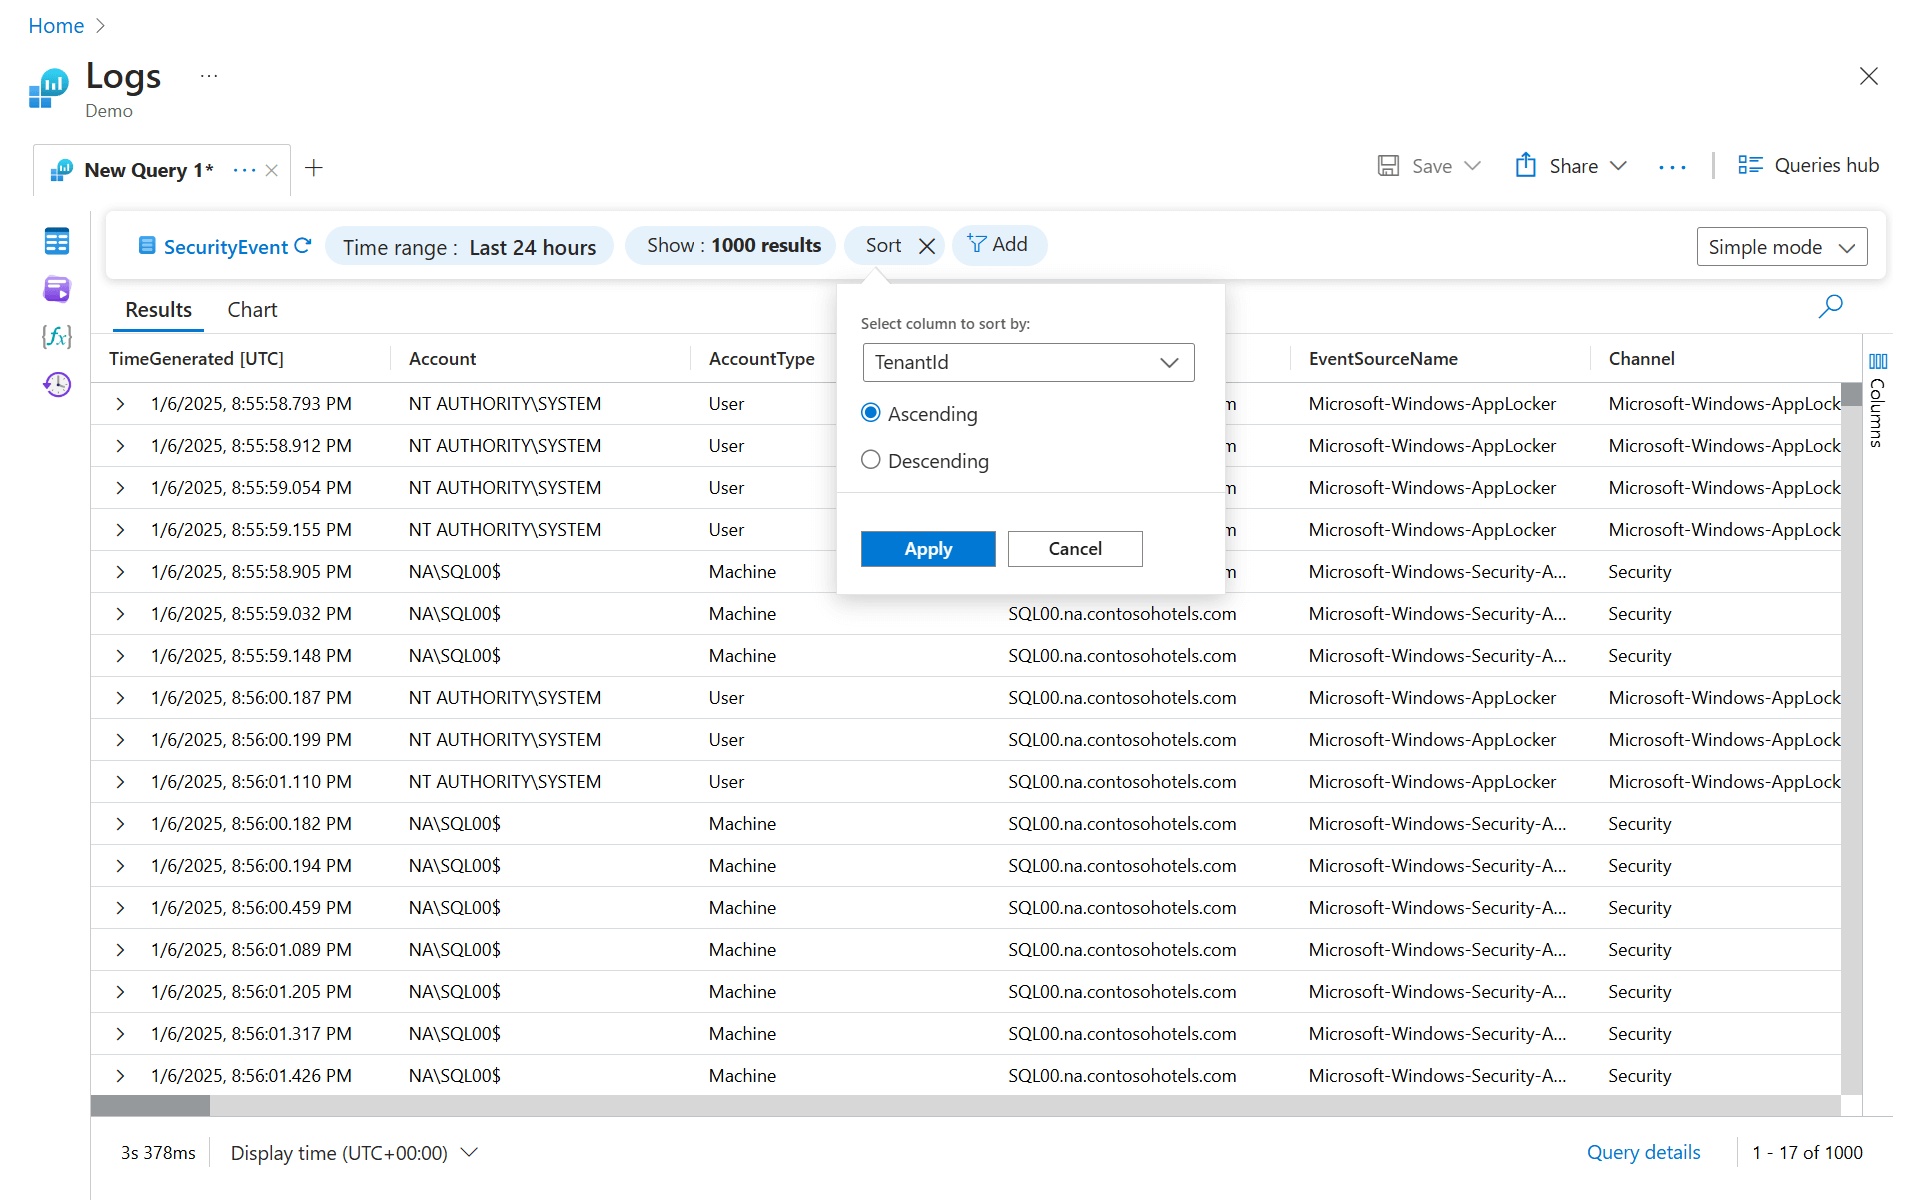 Home
Logs ...
Demo
New Query 1* ...
Save
Share
...
Queries hub
SecurityEvent
Time range : Last 24 hours
Show : 1000 results
Sort
Add
Simple mode
Results
Chart
Select column to sort by:
TenantId
Ascending
Descending
Apply
Cancel
TimeGenerated [UTC] Account AccountType EventSourceName Channel
1/6/2025, 8:55:58.793 PM NT AUTHORITY\SYSTEM User m Microsoft-Windows-AppLocker Microsoft-Windows-AppLock
1/6/2025, 8:55:58.912 PM NT AUTHORITY\SYSTEM User m Microsoft-Windows-AppLocker Microsoft-Windows-AppLock
1/6/2025, 8:55:59.054 PM NT AUTHORITY\SYSTEM User m Microsoft-Windows-AppLocker Microsoft-Windows-AppLock
1/6/2025, 8:55:59.155 PM NT AUTHORITY\SYSTEM User m Microsoft-Windows-AppLocker Microsoft-Windows-AppLock
1/6/2025, 8:55:58.905 PM NA\SQL00$ Machine m Microsoft-Windows-Security-A... Security
1/6/2025, 8:55:59.032 PM NA\SQL00$ Machine SQL00.na.contosohotels.com Microsoft-Windows-Security-A... Security
1/6/2025, 8:55:59.148 PM NA\SQL00$ Machine SQL00.na.contosohotels.com Microsoft-Windows-Security-A... Security
1/6/2025, 8:56:00.187 PM NT AUTHORITY\SYSTEM User SQL00.na.contosohotels.com Microsoft-Windows-AppLocker Microsoft-Windows-AppLock
1/6/2025, 8:56:00.199 PM NT AUTHORITY\SYSTEM User SQL00.na.contosohotels.com Microsoft-Windows-AppLocker Microsoft-Windows-AppLock
1/6/2025, 8:56:01.110 PM NT AUTHORITY\SYSTEM User SQL00.na.contosohotels.com Microsoft-Windows-AppLocker Microsoft-Windows-AppLock
1/6/2025, 8:56:00.182 PM NA\SQL00$ Machine SQL00.na.contosohotels.com Microsoft-Windows-Security-A... Security
1/6/2025, 8:56:00.194 PM NA\SQL00$ Machine SQL00.na.contosohotels.com Microsoft-Windows-Security-A... Security
1/6/2025, 8:56:00.459 PM NA\SQL00$ Machine SQL00.na.contosohotels.com Microsoft-Windows-Security-A... Security
1/6/2025, 8:56:01.089 PM NA\SQL00$ Machine SQL00.na.contosohotels.com Microsoft-Windows-Security-A... Security
1/6/2025, 8:56:01.205 PM NA\SQL00$ Machine SQL00.na.contosohotels.com Microsoft-Windows-Security-A... Security
1/6/2025, 8:56:01.317 PM NA\SQL00$ Machine SQL00.na.contosohotels.com Microsoft-Windows-Security-A... Security
1/6/2025, 8:56:01.426 PM NA\SQL00$ Machine SQL00.na.contosohotels.com Microsoft-Windows-Security-A... Security
Columns
3s 378ms
Display time (UTC+00:00)
Query details
1 - 17 of 1000